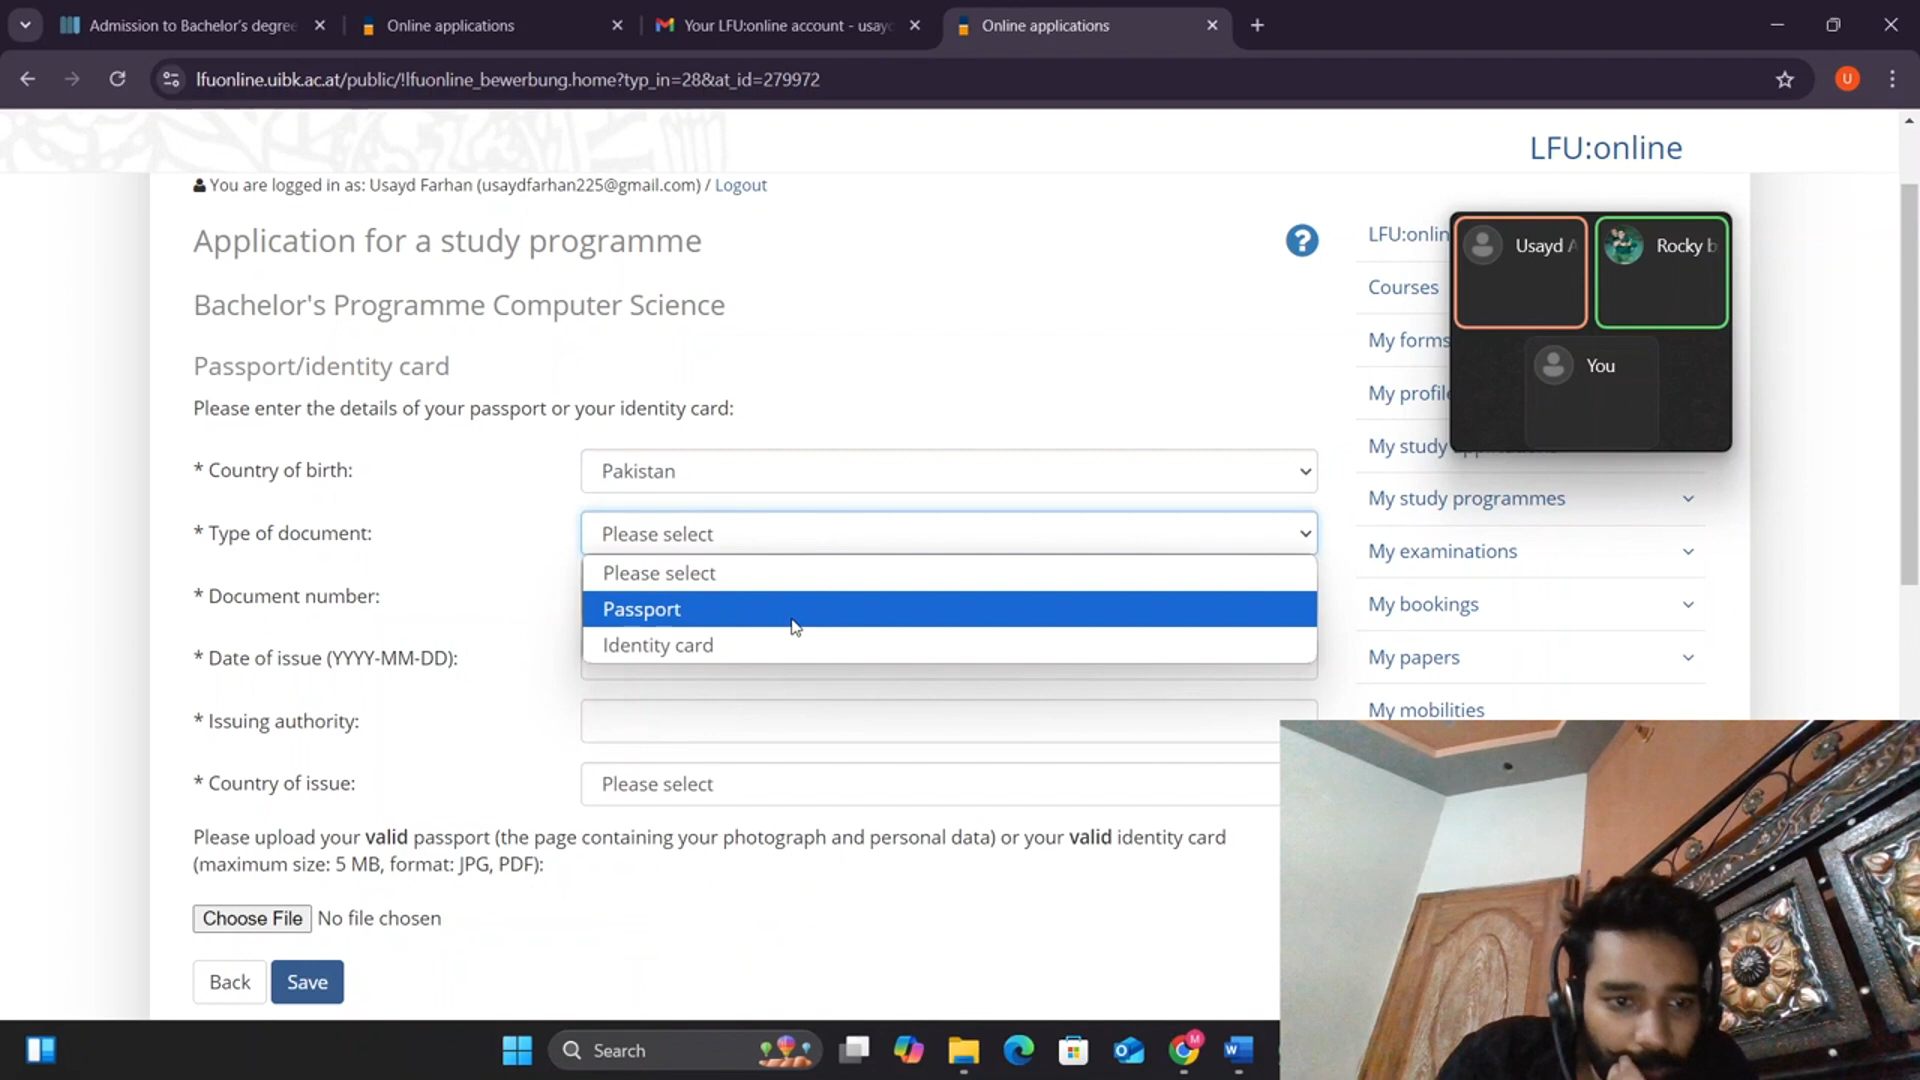 Admission to Bachelor's degree
Online applications
Your LFU:online account - usayd
Online applications
lfuonline.uibk.ac.at/public/!lfuonline_bewerbung.home?typ_in=28&at_id=279972
U
LFU:online
You are logged in as: Usayd Farhan (usaydfarhan225@gmail.com) / Logout
Application for a study programme
?
Bachelor's Programme Computer Science
Passport/identity card
Please enter the details of your passport or your identity card:
* Country of birth:
Pakistan
* Type of document:
Please select
Please select
Passport
Identity card
* Document number:
* Date of issue (YYYY-MM-DD):
* Issuing authority:
* Country of issue:
Please select
Please upload your valid passport (the page containing your photograph and personal data) or your valid identity card
(maximum size: 5 MB, format: JPG, PDF):
Choose File No file chosen
Back
Save
LFU:onlin
Courses
My forms
My profile
My study
My study programmes
My examinations
My bookings
My papers
My mobilities
Usayd A
Rocky b
You
Search
M
W